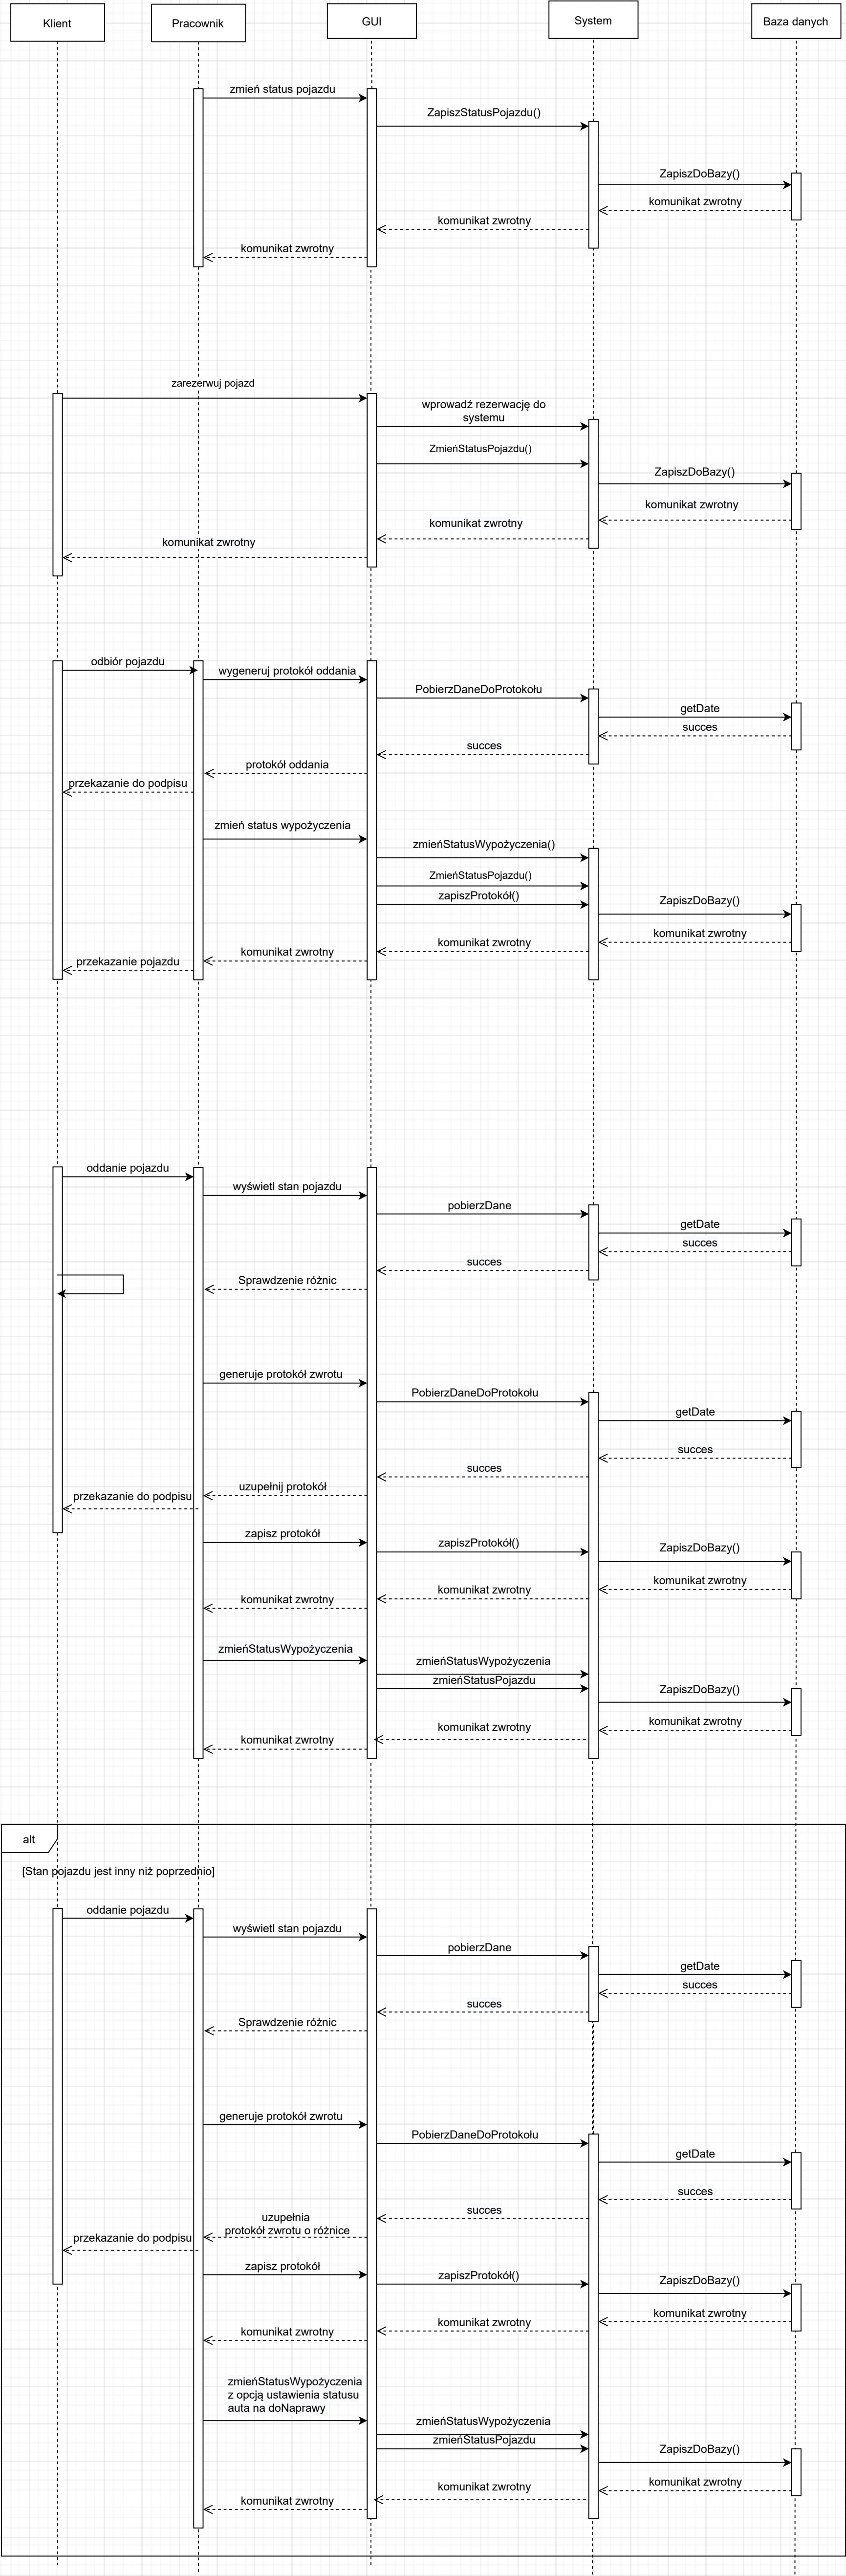 Klient
Pracownik
GUI
System
Baza danych
zmień status pojazdu
ZapiszStatusPojazdu()
ZapiszDoBazy()
komunikat zwrotny
komunikat zwrotny
komunikat zwrotny
zarezerwuj pojazd
wprowadź rezerwację do
systemu
ZmieńStatusPojazdu()
ZapiszDoBazy()
komunikat zwrotny
komunikat zwrotny
komunikat zwrotny
odbiór pojazdu
wygeneruj protokół oddania
PobierzDaneDoProtokołu
getDate
succes
succes
protokół oddania
przekazanie do podpisu
zmień status wypożyczenia
zmieńStatusWypożyczenia()
ZmieńStatusPojazdu()
zapiszProtokół()
ZapiszDoBazy()
komunikat zwrotny
komunikat zwrotny
komunikat zwrotny
przekazanie pojazdu
oddanie pojazdu
wyświetl stan pojazdu
pobierzDane
getDate
succes
succes
Sprawdzenie różnic
generuje protokół zwrotu
PobierzDaneDoProtokołu
getDate
succes
succes
uzupełnij protokół
przekazanie do podpisu
zapisz protokół
zapiszProtokół()
ZapiszDoBazy()
komunikat zwrotny
komunikat zwrotny
komunikat zwrotny
zmieńStatusWypożyczenia
zmieńStatusWypożyczenia
zmieńStatusPojazdu
ZapiszDoBazy()
komunikat zwrotny
komunikat zwrotny
komunikat zwrotny
alt
[Stan pojazdu jest inny niż poprzednio]
oddanie pojazdu
wyświetl stan pojazdu
pobierzDane
getDate
succes
succes
Sprawdzenie różnic
generuje protokół zwrotu
PobierzDaneDoProtokołu
getDate
succes
succes
uzupełnia
protokół zwrotu o różnice
przekazanie do podpisu
zapisz protokół
zapiszProtokół()
ZapiszDoBazy()
komunikat zwrotny
komunikat zwrotny
komunikat zwrotny
zmieńStatusWypożyczenia
z opcją ustawienia statusu
auta na doNaprawy
zmieńStatusWypożyczenia
zmieńStatusPojazdu
ZapiszDoBazy()
komunikat zwrotny
komunikat zwrotny
komunikat zwrotny